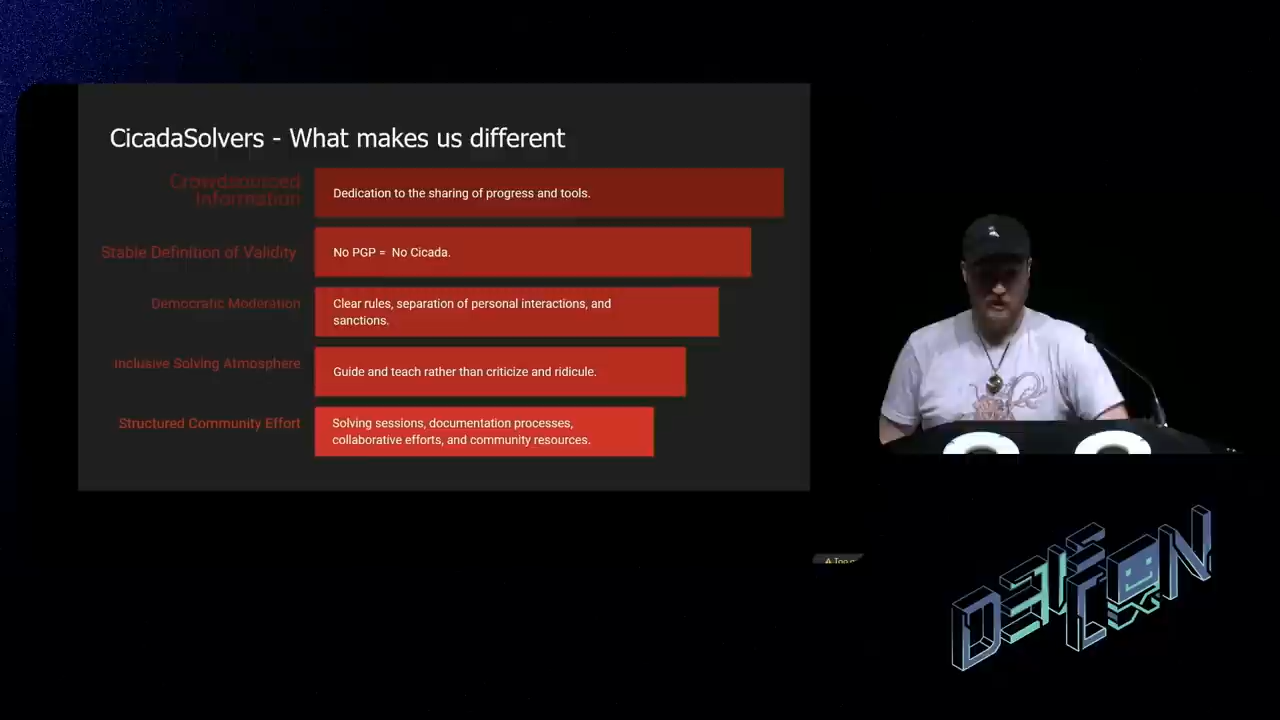 CicadaSolvers - What makes us different
Crowdsourced
Information
Dedication to the sharing of progress and tools.
Stable Definition of Validity
No PGP = No Cicada.
Democratic Moderation
Clear rules, separation of personal interactions, and
sanctions.
Inclusive Solving Atmosphere
Guide and teach rather than criticize and ridicule.
Structured Community Effort
Solving sessions, documentation processes,
collaborative efforts, and community resources.
DEF
CON